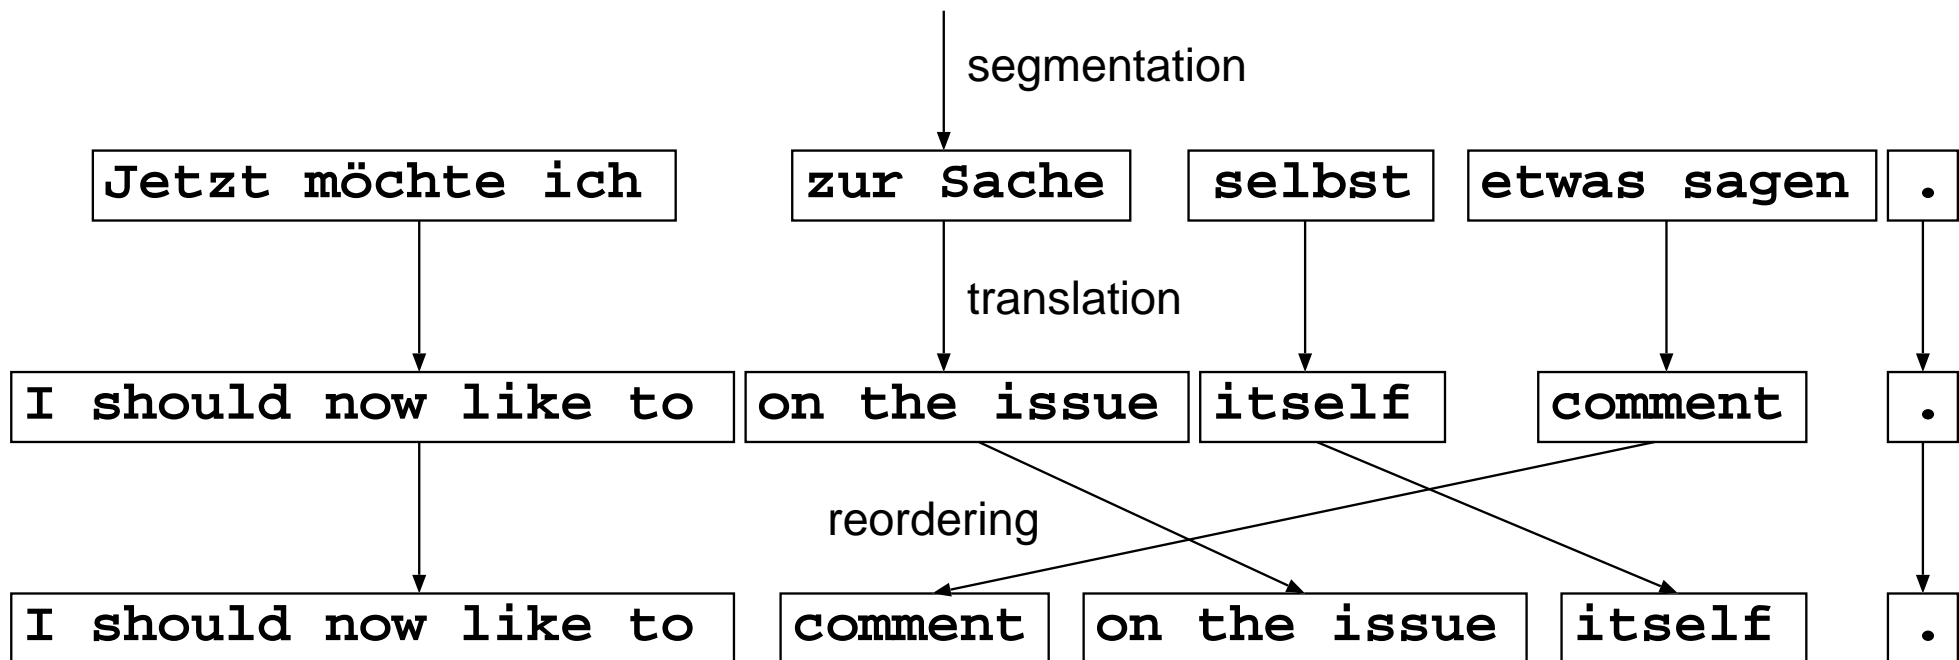 segmentation
Jetzt möchte ich zur Sache selbst etwas sagen .
translation
I should now like to on the issue itself comment .
reordering
I should now like to comment on the issue itself .